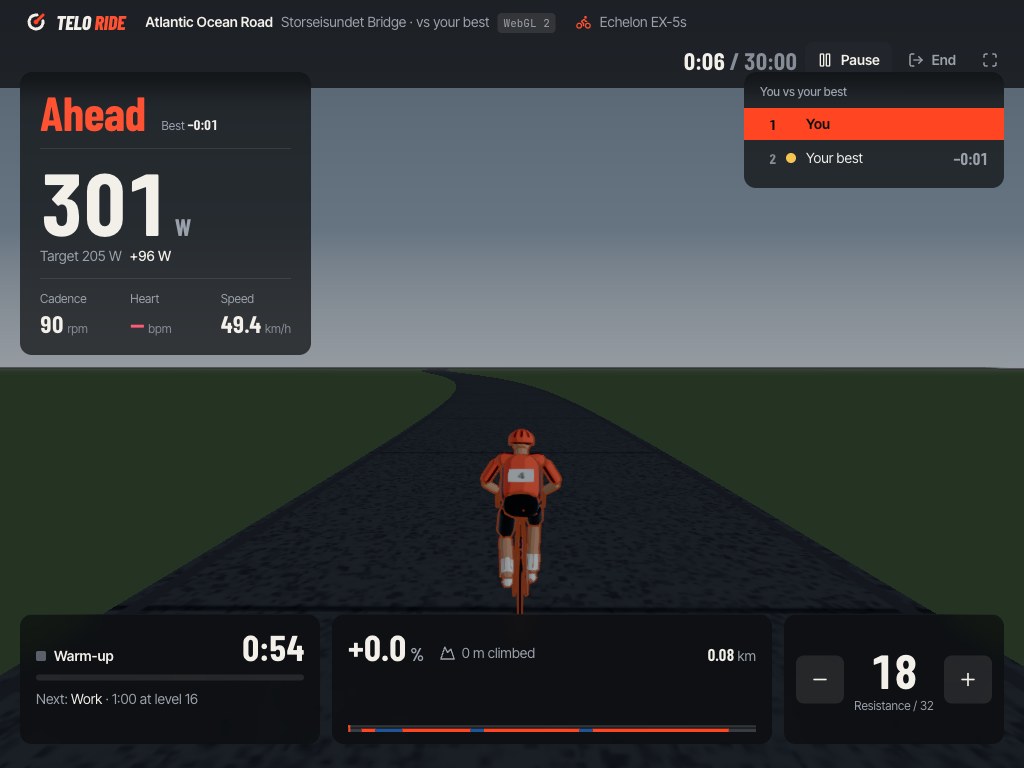 TELO RIDE Atlantic Ocean Road Storseisundet Bridge · vs your best WebGL 2 Echelon EX-5s
0:06 / 30:00 Pause End
Ahead Best −0:01
301 W
Target 205 W +96 W
Cadence Heart Speed
90 rpm — bpm 49.4 km/h
You vs your best
1 You
2 Your best −0:01
4
Warm-up 0:54
Next: Work · 1:00 at level 16
+0.0 % 0 m climbed 0.08 km
− 18 +
Resistance / 32